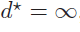 d* = ∞